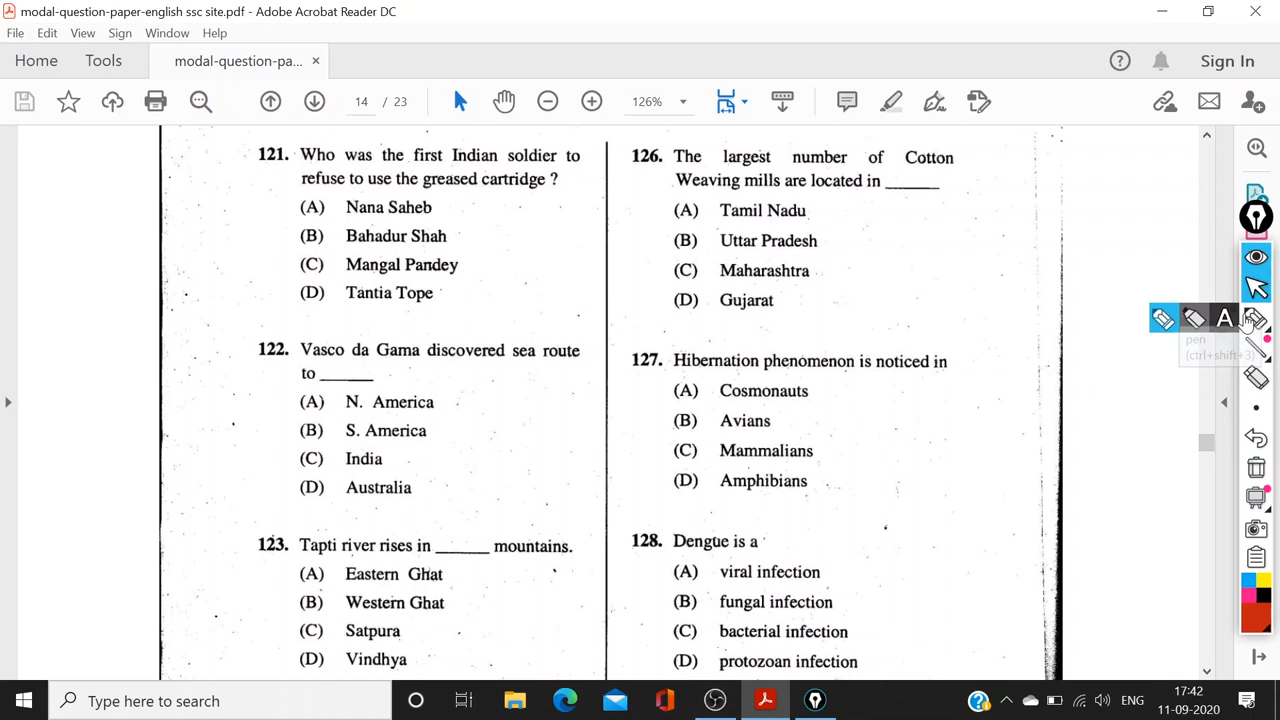 modal-question-paper-english ssc site.pdf - Adobe Acrobat Reader DC
File Edit View Sign Window Help
Home Tools modal-question-pa... × Sign In
14 / 23 126%
121. Who was the first Indian soldier to
refuse to use the greased cartridge ?
(A) Nana Saheb
(B) Bahadur Shah
(C) Mangal Pandey
(D) Tantia Tope
122. Vasco da Gama discovered sea route
to ______
(A) N. America
(B) S. America
(C) India
(D) Australia
123. Tapti river rises in ______ mountains.
(A) Eastern Ghat
(B) Western Ghat
(C) Satpura
(D) Vindhya
126. The largest number of Cotton
Weaving mills are located in ______
(A) Tamil Nadu
(B) Uttar Pradesh
(C) Maharashtra
(D) Gujarat
127. Hibernation phenomenon is noticed in
(A) Cosmonauts
(B) Avians
(C) Mammalians
(D) Amphibians
128. Dengue is a
(A) viral infection
(B) fungal infection
(C) bacterial infection
(D) protozoan infection
A
pen
(ctrl+shift+3)
Type here to search
ENG
17:42
11-09-2020